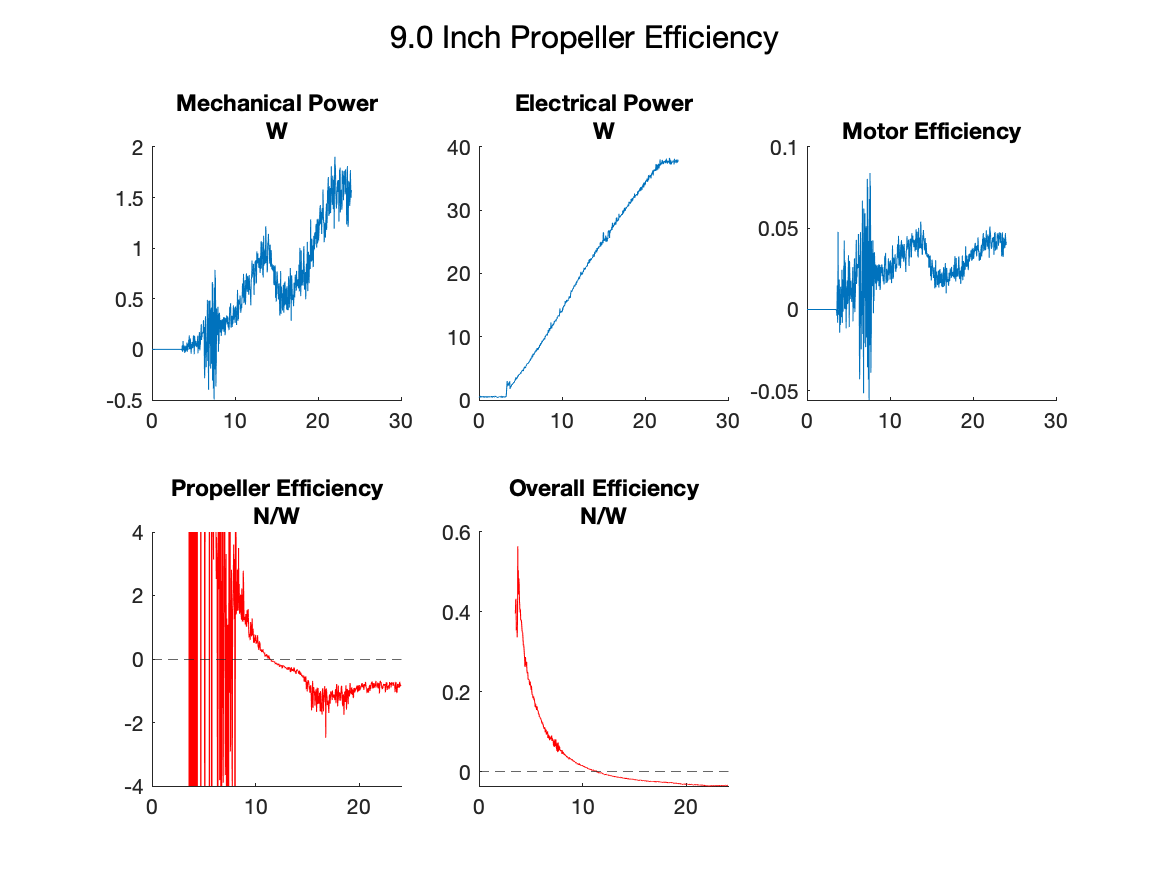 9.0 Inch Propeller Efficiency
Mechanical Power
W
2
1.5
1
0.5
0
-0.5
0 10 20 30
Electrical Power
W
40
30
20
10
0
0 10 20 30
Motor Efficiency
0.1
0.05
0
-0.05
0 10 20 30
Propeller Efficiency
N/W
4
2
0
-2
-4
0 10 20
Overall Efficiency
N/W
0.6
0.4
0.2
0
0 10 20